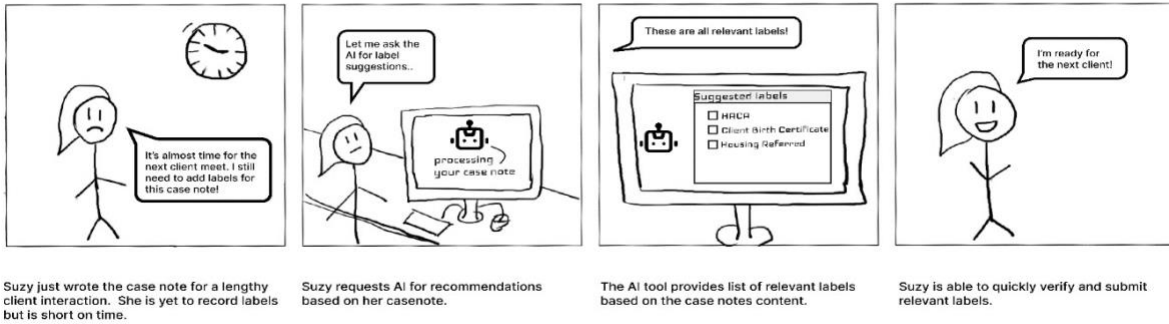 It's almost time for the
next client meet. I still
need to add labels for
this case note!
Let me ask the
AI for label
suggestions..
processing
your case note
These are all relevant labels!
Suggested labels
HACA
Client Birth Certificate
Housing Referred
I'm ready for
the next client!
Suzy just wrote the case note for a lengthy
client interaction. She is yet to record labels
but is short on time.
Suzy requests AI for recommendations
based on her casenote.
The AI tool provides list of relevant labels
based on the case notes content.
Suzy is able to quickly verify and submit
relevant labels.